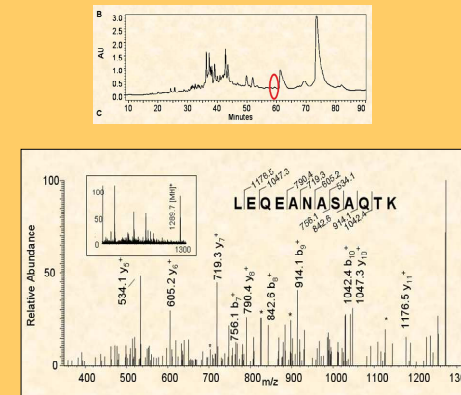 B
AU
3.0
2.5
2.0
1.5
1.0
0.5
0.0
10 20 30 40 50 60 70 80 90
Minutes
C
Relative Abundance
100
50
0
100
50
0
1300
1289.7 [MH]+
1176.5
1047.3
790.4
719.3
605.2
534.1
LEQEANASAQTK
756.1
842.6
914.1
1042.4
534.1 y5+
605.2 y6+
719.3 y7+
756.1 b7+
790.4 y8+
842.6 b8+
*
*
*
914.1 b9+
1042.4 b10+
1047.3 y10+
*
1176.5 y11+
400 500 600 700 800 900 1000 1100 1200 130
m/z